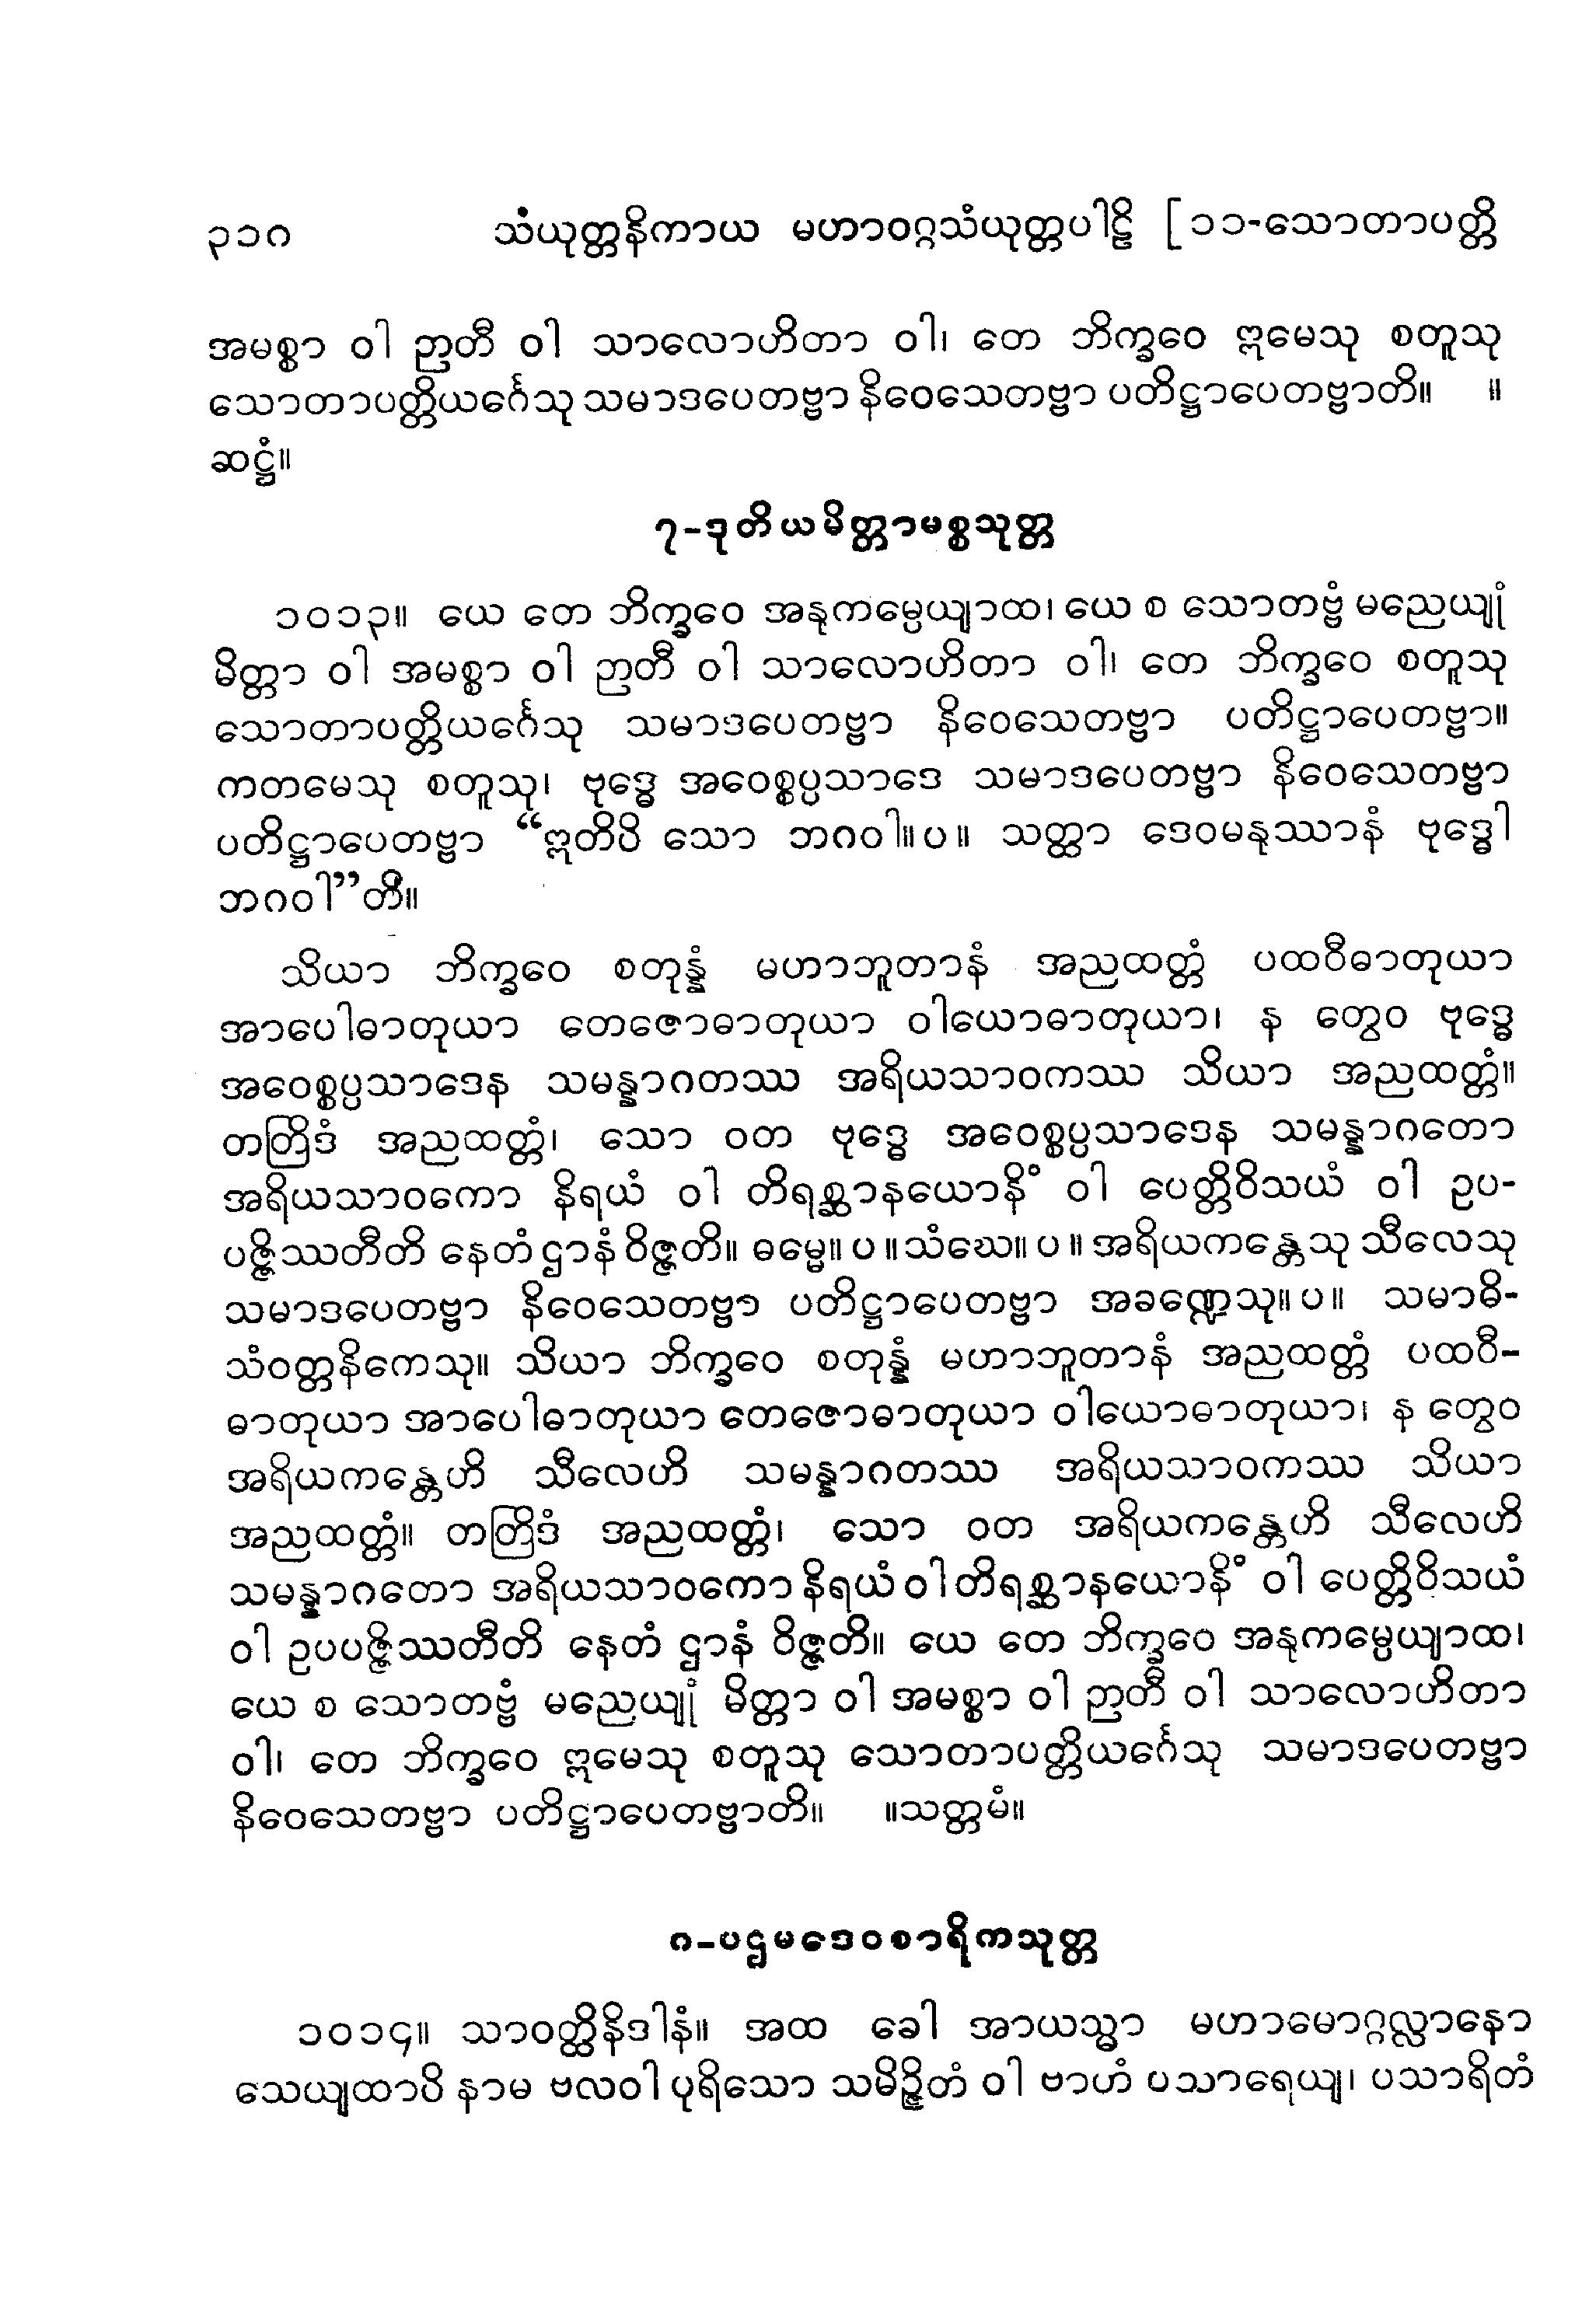 ၃၁၈ သံယုတ္တနိကာယ မဟာဝဂ္ဂသံယုတ္တပါဠိ [၁၁-သောတာပတ္တိ
အမစ္စာ ဝါ ဉာတီ ဝါ သာလောဟိတာ ဝါ၊ တေ ဘိက္ခဝေ ဣမေသု စတူသု
သောတာပတ္တိယင်္ဂေသု သမာဒပေတဗ္ဗာ နိဝေသေတဗ္ဗာ ပတိဋ္ဌာပေတဗ္ဗာတိ။ ။
ဆဋ္ဌံ။
၇-ဒုတိယမိတ္တာမစ္စသုတ္တ
၁၀၁၃။ ယေ တေ ဘိက္ခဝေ အနုကမ္ပေယျာထ၊ ယေ စ သောတဗ္ဗံ မညေယျုံ
မိတ္တာ ဝါ အမစ္စာ ဝါ ဉာတီ ဝါ သာလောဟိတာ ဝါ၊ တေ ဘိက္ခဝေ စတူသု
သောတာပတ္တိယင်္ဂေသု သမာဒပေတဗ္ဗာ နိဝေသေတဗ္ဗာ ပတိဋ္ဌာပေတဗ္ဗာ။
ကတမေသု စတူသု၊ ဗုဒ္ဓေ အဝေစ္စပ္ပသာဒေ သမာဒပေတဗ္ဗာ နိဝေသေတဗ္ဗာ
ပတိဋ္ဌာပေတဗ္ဗာ “ဣတိပိ သော ဘဂဝါ။ပ။ သတ္ထာ ဒေဝမနုဿာနံ ဗုဒ္ဓေါ
ဘဂဝါ”တိ။
သိယာ ဘိက္ခဝေ စတုန္နံ မဟာဘူတာနံ အညထတ္တံ ပထဝီဓာတုယာ
အာပေါဓာတုယာ တေဇောဓာတုယာ ဝါယောဓာတုယာ၊ န တွေဝ ဗုဒ္ဓေ
အဝေစ္စပ္ပသာဒေန သမန္နာဂတဿ အရိယသာဝကဿ သိယာ အညထတ္တံ။
တတြိဒံ အညထတ္တံ၊ သော ဝတ ဗုဒ္ဓေ အဝေစ္စပ္ပသာဒေန သမန္နာဂတော
အရိယသာဝကော နိရယံ ဝါ တိရစ္ဆာနယောနိံ ဝါ ပေတ္တိဝိသယံ ဝါ ဥပ-
ပဇ္ဇိဿတီတိ နေတံ ဌာနံ ဝိဇ္ဇတိ။ ဓမ္မေ။ ပ ။သံဃေ။ ပ ။ အရိယကန္တေသု သီလေသု
သမာဒပေတဗ္ဗာ နိဝေသေတဗ္ဗာ ပတိဋ္ဌာပေတဗ္ဗာ အခဏ္ဍေသု။ပ။ သမာဓိ-
သံဝတ္တနိကေသု။ သိယာ ဘိက္ခဝေ စတုန္နံ မဟာဘူတာနံ အညထတ္တံ ပထဝီ-
ဓာတုယာ အာပေါဓာတုယာ တေဇောဓာတုယာ ဝါယောဓာတုယာ၊ န တွေဝ
အရိယကန္တေဟိ သီလေဟိ သမန္နာဂတဿ အရိယသာဝကဿ သိယာ
အညထတ္တံ။ တတြိဒံ အညထတ္တံ၊ သော ဝတ အရိယကန္တေဟိ သီလေဟိ
သမန္နာဂတော အရိယသာဝကော နိရယံ ဝါ တိရစ္ဆာနယောနိံ ဝါ ပေတ္တိဝိသယံ
ဝါ ဥပပဇ္ဇိဿတီတိ နေတံ ဌာနံ ဝိဇ္ဇတိ။ ယေ တေ ဘိက္ခဝေ အနုကမ္ပေယျာထ၊
ယေ စ သောတဗ္ဗံ မညေယျုံ မိတ္တာ ဝါ အမစ္စာ ဝါ ဉာတီ ဝါ သာလောဟိတာ
ဝါ၊ တေ ဘိက္ခဝေ ဣမေသု စတူသု သောတာပတ္တိယင်္ဂေသု သမာဒပေတဗ္ဗာ
နိဝေသေတဗ္ဗာ ပတိဋ္ဌာပေတဗ္ဗာတိ။ ။သတ္တမံ။
၈-ပဌမဒေဝစာရိကသုတ္တ
၁၀၁၄။ သာဝတ္ထိနိဒါနံ။ အထ ခေါ အာယသ္မာ မဟာမောဂ္ဂလ္လာနော
သေယျထာပိ နာမ ဗလဝါ ပုရိသော သမိဉ္ဇိတံ ဝါ ဗာဟံ ပသာရေယျ၊ ပသာရိတံ